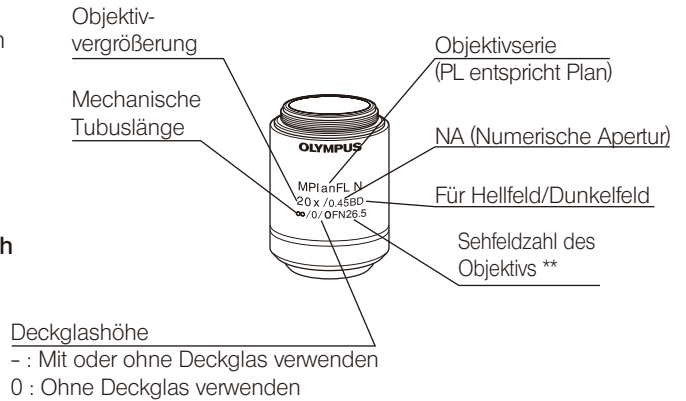 Objektiv-
vergrößerung
Mechanische
Tubuslänge
Objektivserie
(PL entspricht Plan)
NA (Numerische Apertur)
Für Hellfeld/Dunkelfeld
Sehfeldzahl des
Objektivs **
OLYMPUS
MPlanFL N
20 x /0.45BD
∞/0/OFN26.5
h
Deckglashöhe
– : Mit oder ohne Deckglas verwenden
0 : Ohne Deckglas verwenden